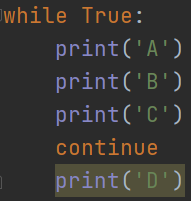 while True:
    print('A')
    print('B')
    print('C')
    continue
    print('D')